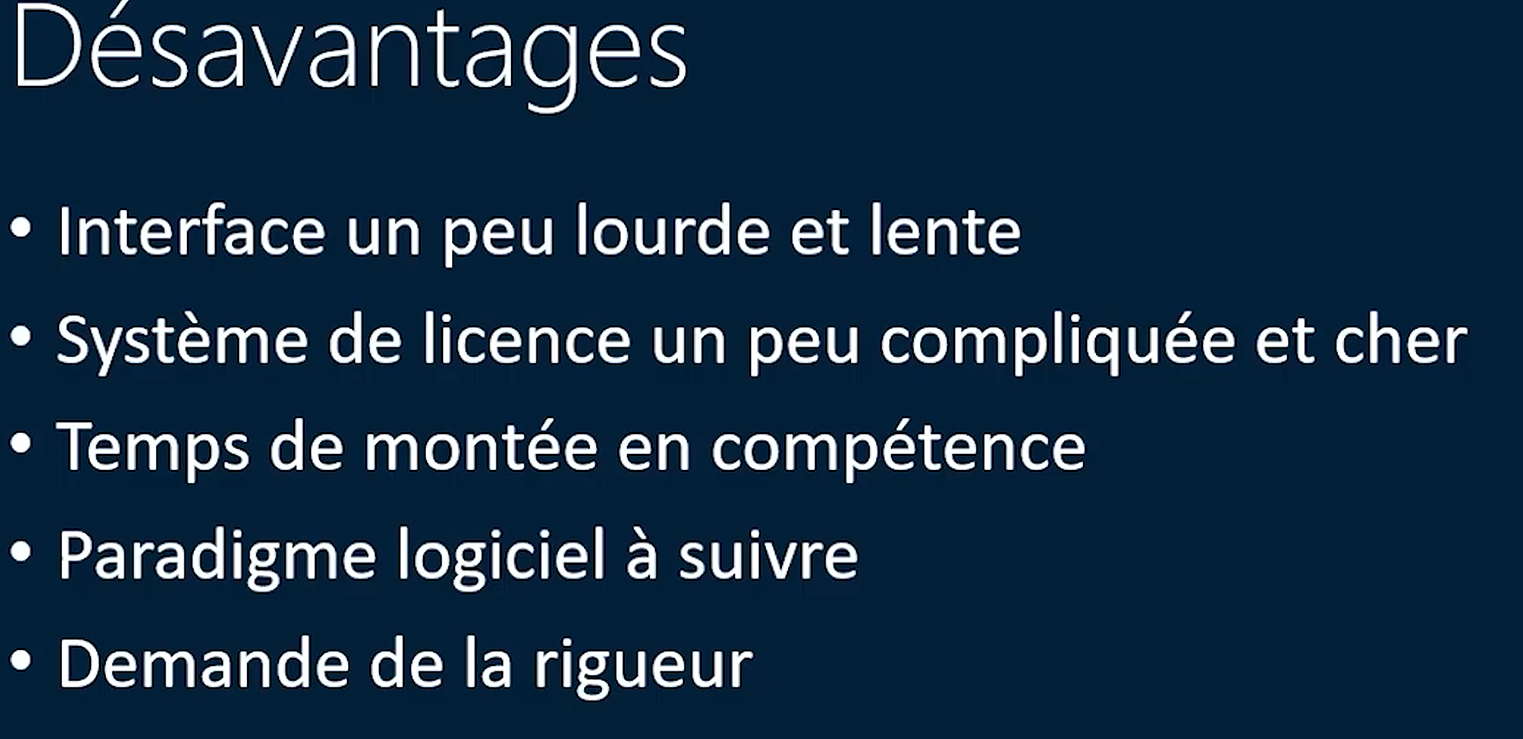 Désavantages
• Interface un peu lourde et lente
• Système de licence un peu compliquée et cher
• Temps de montée en compétence
• Paradigme logiciel à suivre
• Demande de la rigueur